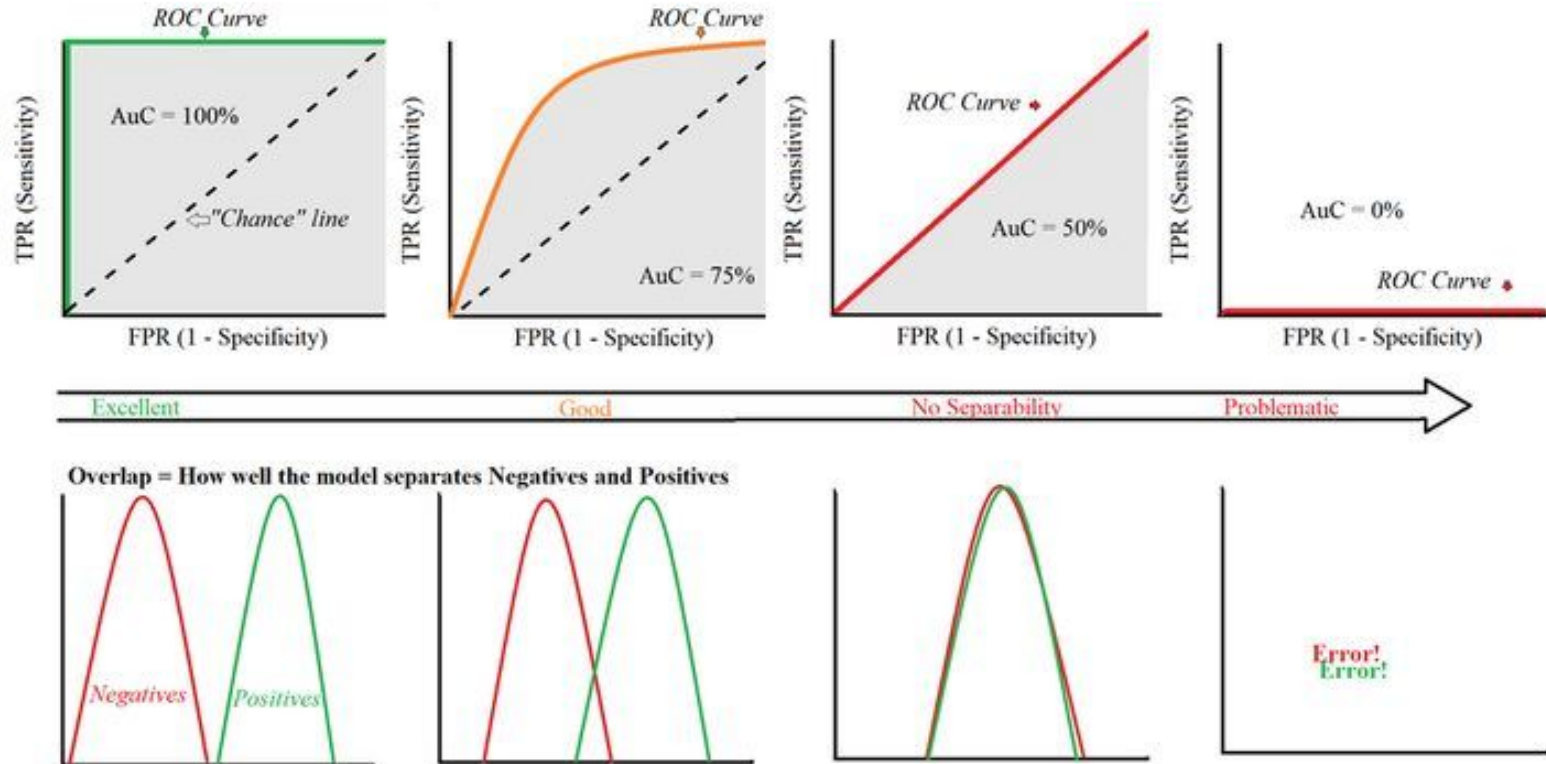 ROC Curve
TPR (Sensitivity)
AuC = 100%
"Chance" line
FPR (1 - Specificity)
ROC Curve
TPR (Sensitivity)
AuC = 75%
FPR (1 - Specificity)
ROC Curve
TPR (Sensitivity)
AuC = 50%
FPR (1 - Specificity)
TPR (Sensitivity)
AuC = 0%
ROC Curve
FPR (1 - Specificity)
Excellent
Good
No Separability
Problematic
Overlap = How well the model separates Negatives and Positives
Negatives
Positives
Error!
Error!